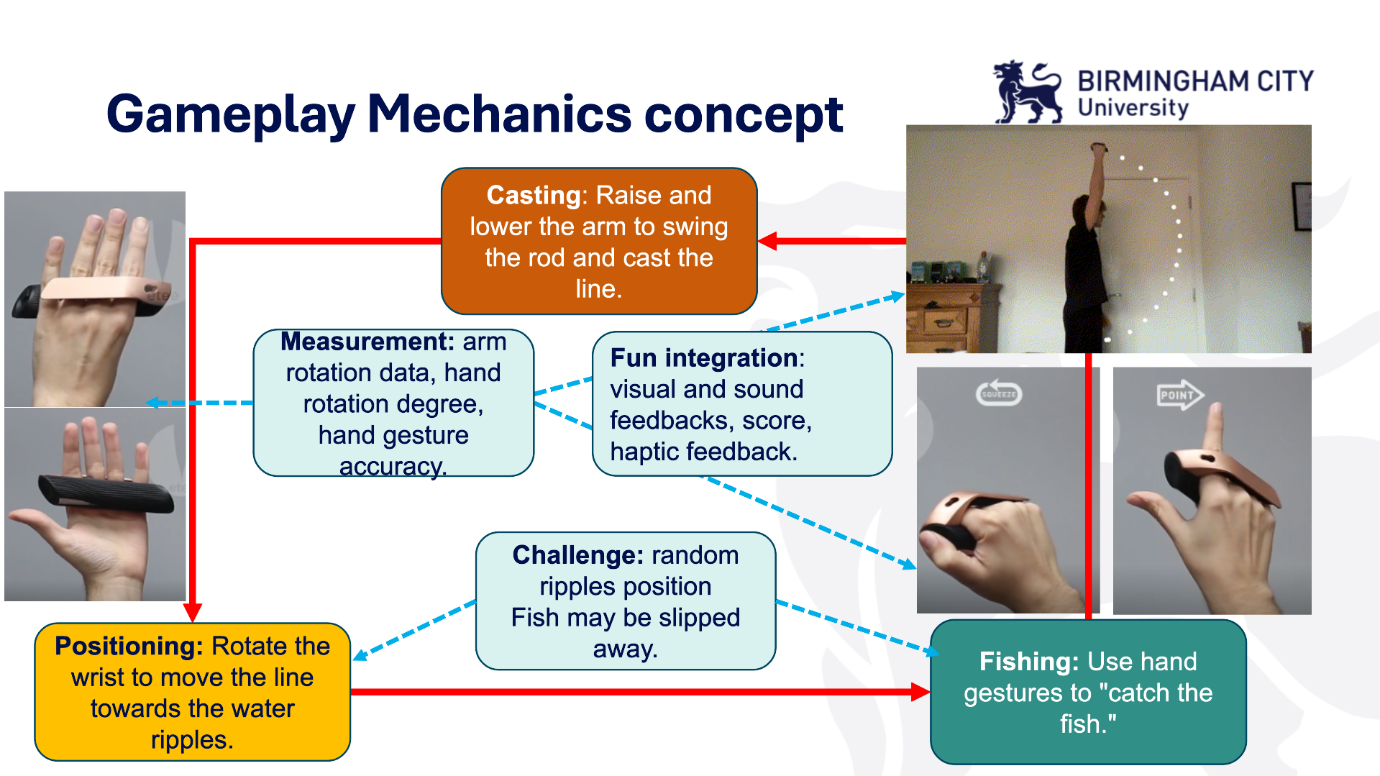 BIRMINGHAM CITY
University
Gameplay Mechanics concept
Casting: Raise and
lower the arm to swing
the rod and cast the
line.
Measurement: arm
rotation data, hand
rotation degree,
hand gesture
accuracy.
Fun integration:
visual and sound
feedbacks, score,
haptic feedback.
SQUEEZE
POINT
Challenge: random
ripples position
Fish may be slipped
away.
Positioning: Rotate the
wrist to move the line
towards the water
ripples.
Fishing: Use hand
gestures to "catch the
fish."